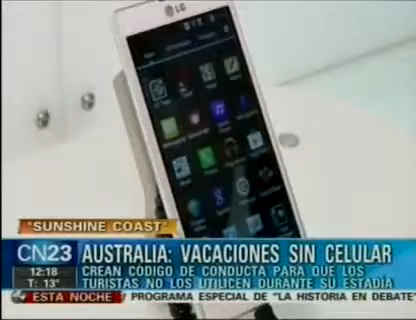 LG
"SUNSHINE COAST"
CN23
AUSTRALIA: VACACIONES SIN CELULAR
12:18
T: 13°
CREAN CODIGO DE CONDUCTA PARA QUE LOS
TURISTAS NO LOS UTILICEN DURANTE SU ESTADIA
ESTA NOCHE / PROGRAMA ESPECIAL DE "LA HISTORIA EN DEBATE"